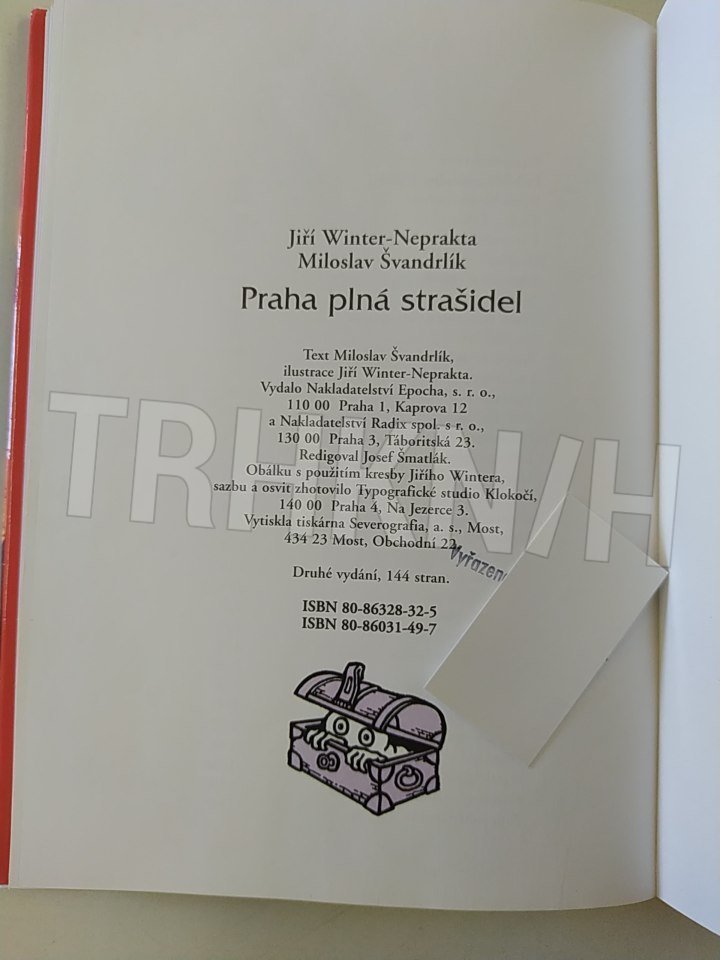 Jiří Winter-Neprakta
Miloslav Švandrlík
Praha plná strašidel
Text Miloslav Švandrlík,
ilustrace Jiří Winter-Neprakta.
Vydalo Nakladatelství Epocha, s. r. o.,
110 00 Praha 1, Kaprova 12
a Nakladatelství Radix spol. s r. o.,
130 00 Praha 3, Táboritská 23.
Redigoval Josef Šmatlák.
Obálku s použitím kresby Jiřího Wintera,
sazbu a osvit zhotovilo Typografické studio Klokočí,
140 00 Praha 4, Na Jezerce 3.
Vytiskla tiskárna Severografia, a. s., Most,
434 23 Most, Obchodní 22.
Vyřazen
Druhé vydání, 144 stran.
ISBN 80-86328-32-5
ISBN 80-86031-49-7
TRHKNIH